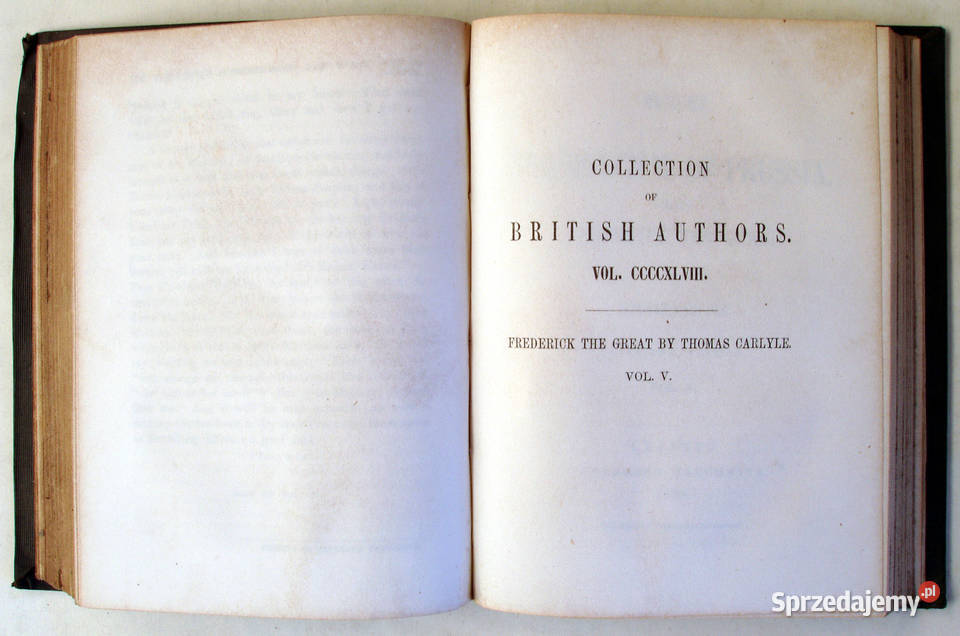 COLLECTION
OF
BRITISH AUTHORS.
VOL. CCCCXLVIII.
FREDERICK THE GREAT BY THOMAS CARLYLE.
VOL. V.
Sprzedajemy.pl